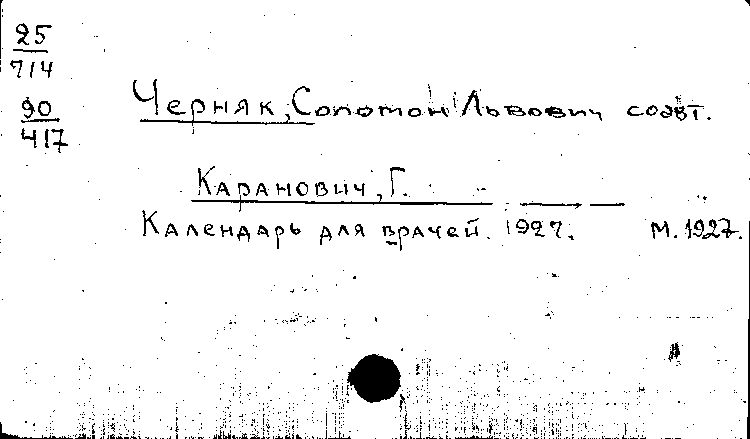 25
714
90
417
Черняк, Соломон Львович соавт.
Каранович, Г.
Календарь для врачей. 1927. М. 1927.